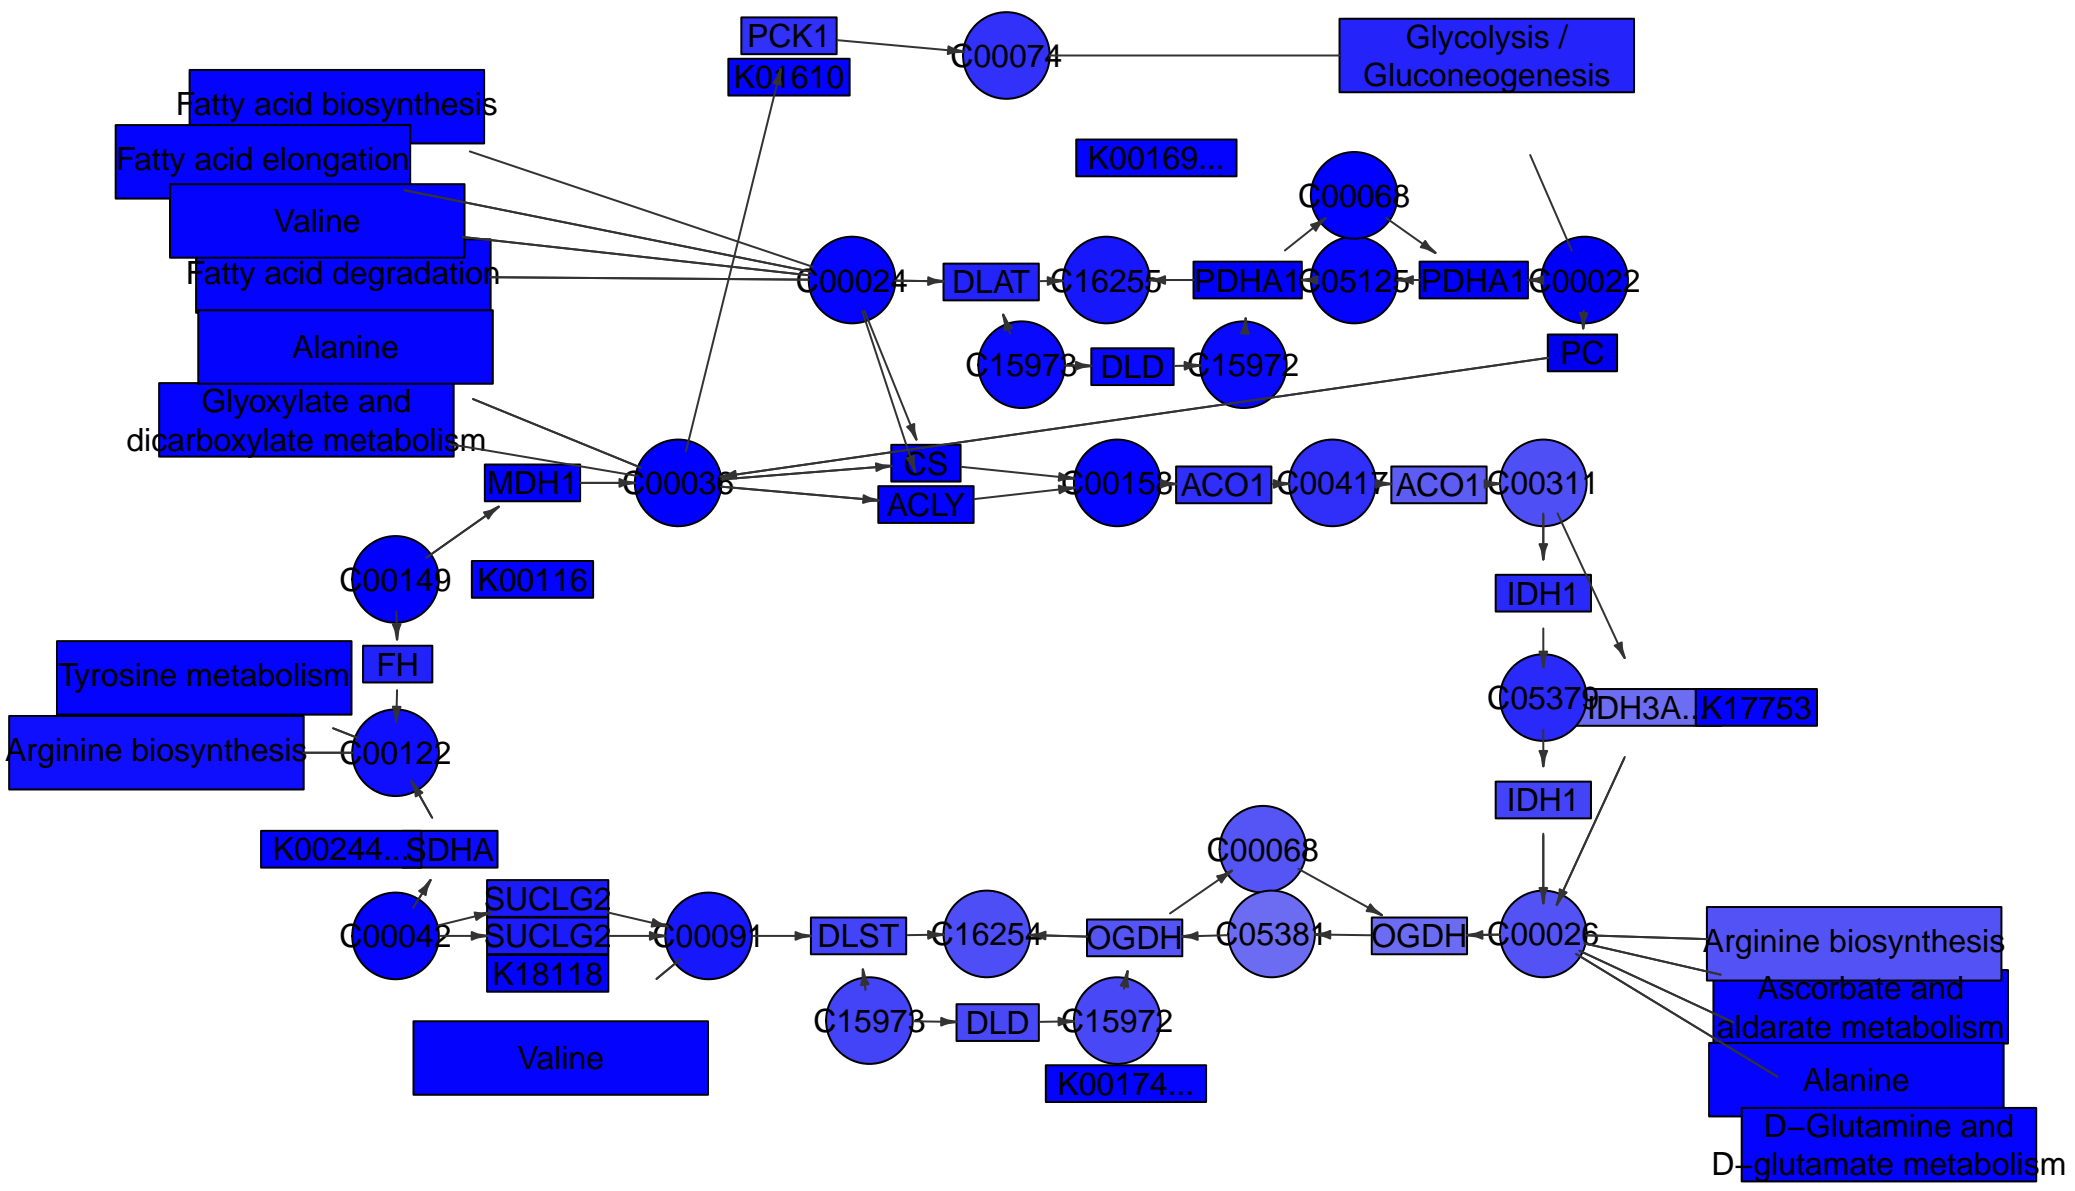 PCK1
C00074
Glycolysis /
Gluconeogenesis
K01610
Fatty acid biosynthesis
Fatty acid elongation
K00169...
C00068
Valine
Fatty acid degradation
C00024
DLAT
C16255
PDHA1
C05125
PDHA1
C00022
Alanine
C15973
DLD
C15972
PC
Glyoxylate and
dicarboxylate metabolism
MDH1
C00036
CS
ACLY
C00158
ACO1
C00417
ACO1
C00311
C00149
K00116
IDH1
Tyrosine metabolism
FH
C05379
IDH3A...
K17753
Arginine biosynthesis
C00122
IDH1
K00244...
SDHA
C00068
SUCLG2
C00042
SUCLG2
C00091
DLST
C16254
OGDH
C05381
OGDH
C00026
Arginine biosynthesis
K18118
Ascorbate and
aldarate metabolism
C15973
DLD
C15972
Valine
K00174...
Alanine
D−Glutamine and
D−glutamate metabolism